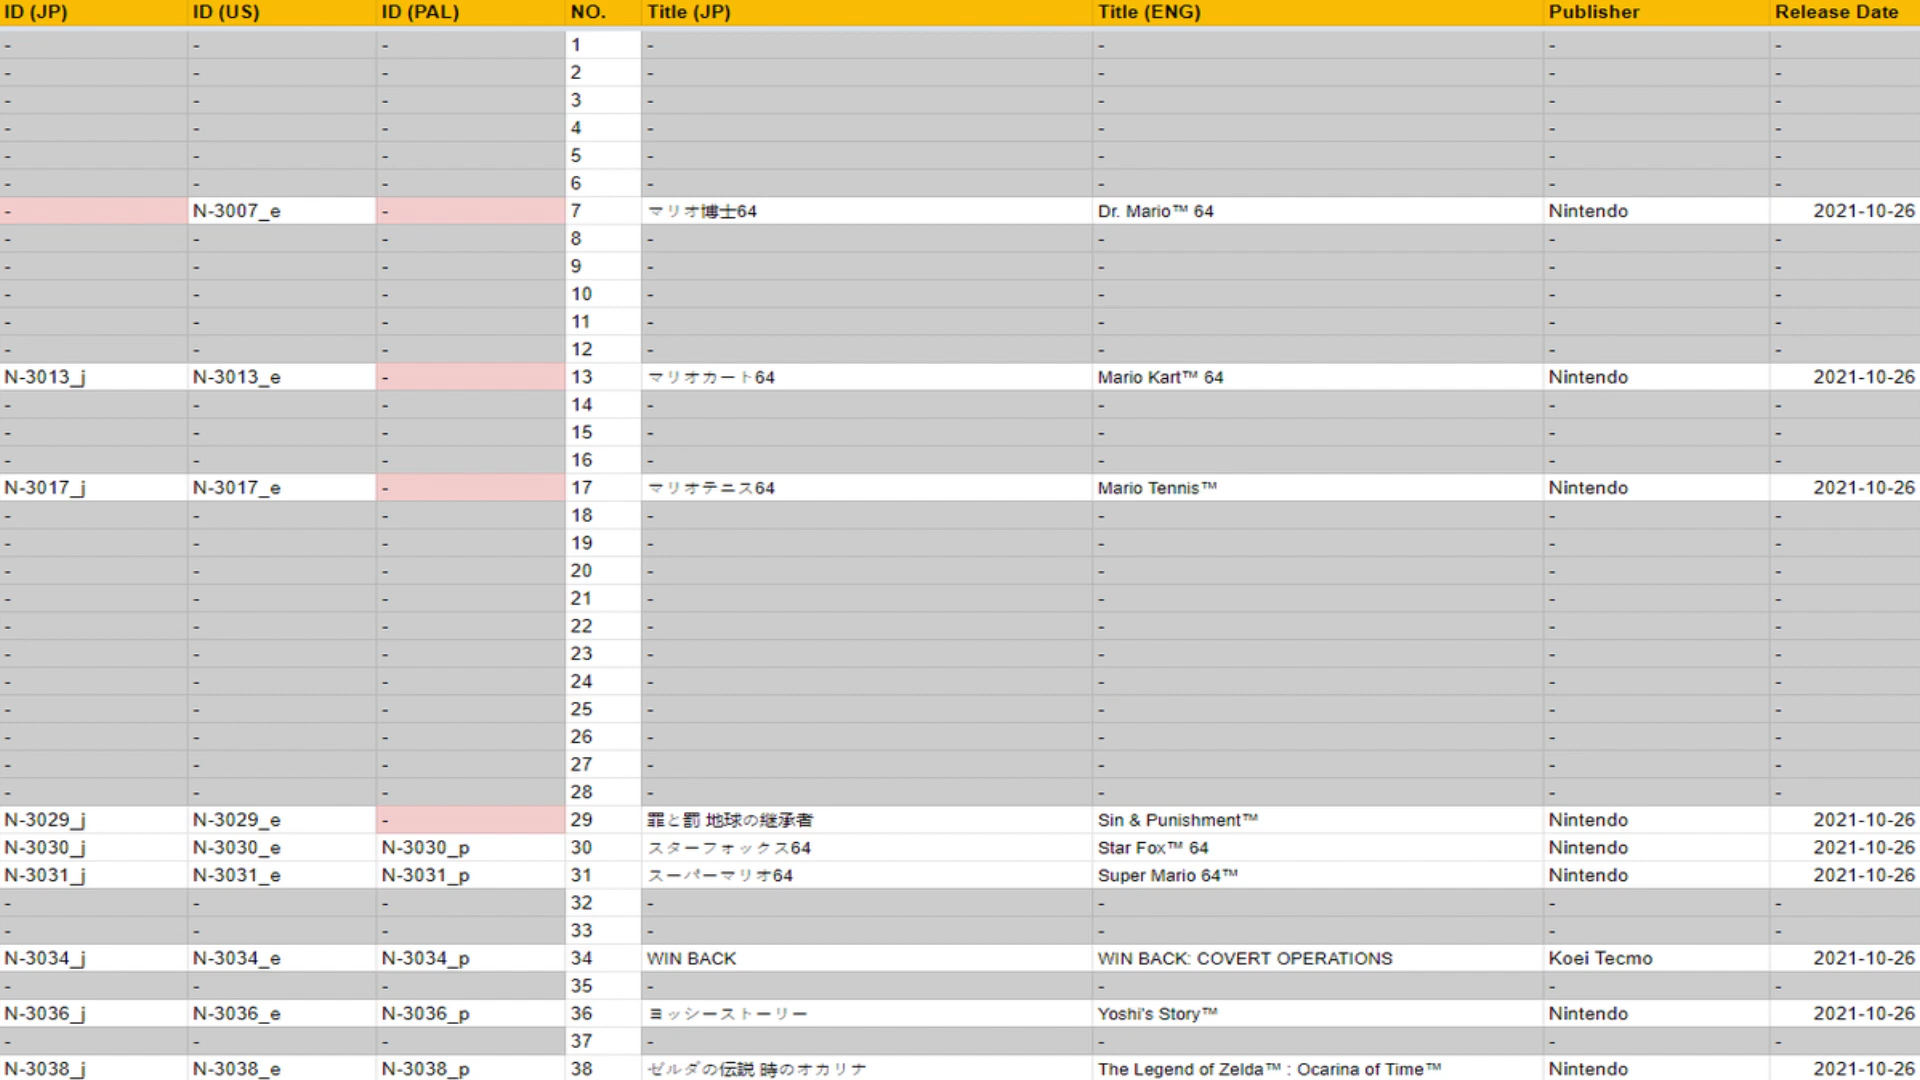 ID (JP) ID (US) ID (PAL) NO. Title (JP) Title (ENG) Publisher Release Date
- - - 1 - - - -
- - - 2 - - - -
- - - 3 - - - -
- - - 4 - - - -
- - - 5 - - - -
- - - 6 - - - -
- N-3007_e - 7 マリオ博士64 Dr. Mario™ 64 Nintendo 2021-10-26
- - - 8 - - - -
- - - 9 - - - -
- - - 10 - - - -
- - - 11 - - - -
- - - 12 - - - -
N-3013_j N-3013_e - 13 マリオカート64 Mario Kart™ 64 Nintendo 2021-10-26
- - - 14 - - - -
- - - 15 - - - -
- - - 16 - - - -
N-3017_j N-3017_e - 17 マリオテニス64 Mario Tennis™ Nintendo 2021-10-26
- - - 18 - - - -
- - - 19 - - - -
- - - 20 - - - -
- - - 21 - - - -
- - - 22 - - - -
- - - 23 - - - -
- - - 24 - - - -
- - - 25 - - - -
- - - 26 - - - -
- - - 27 - - - -
- - - 28 - - - -
N-3029_j N-3029_e - 29 罪と罰 地球の継承者 Sin & Punishment™ Nintendo 2021-10-26
N-3030_j N-3030_e N-3030_p 30 スターフォックス64 Star Fox™ 64 Nintendo 2021-10-26
N-3031_j N-3031_e N-3031_p 31 スーパーマリオ64 Super Mario 64™ Nintendo 2021-10-26
- - - 32 - - - -
- - - 33 - - - -
N-3034_j N-3034_e N-3034_p 34 WIN BACK WIN BACK: COVERT OPERATIONS Koei Tecmo 2021-10-26
- - - 35 - - - -
N-3036_j N-3036_e N-3036_p 36 ヨッシーストーリー Yoshi's Story™ Nintendo 2021-10-26
- - - 37 - - - -
N-3038_j N-3038_e N-3038_p 38 ゼルダの伝説 時のオカリナ The Legend of Zelda™ : Ocarina of Time™ Nintendo 2021-10-26